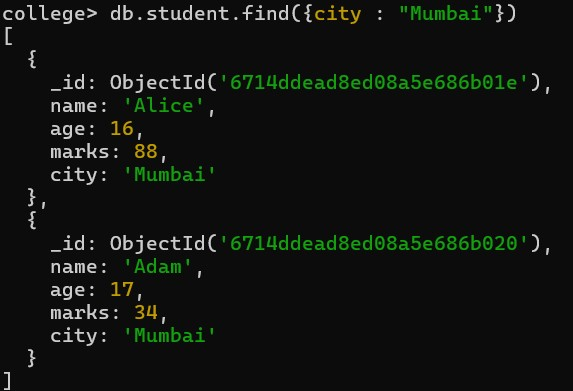 college> db.student.find({city : "Mumbai"})
[
  {
    _id: ObjectId('6714ddead8ed08a5e686b01e'),
    name: 'Alice',
    age: 16,
    marks: 88,
    city: 'Mumbai'
  },
  {
    _id: ObjectId('6714ddead8ed08a5e686b020'),
    name: 'Adam',
    age: 17,
    marks: 34,
    city: 'Mumbai'
  }
]